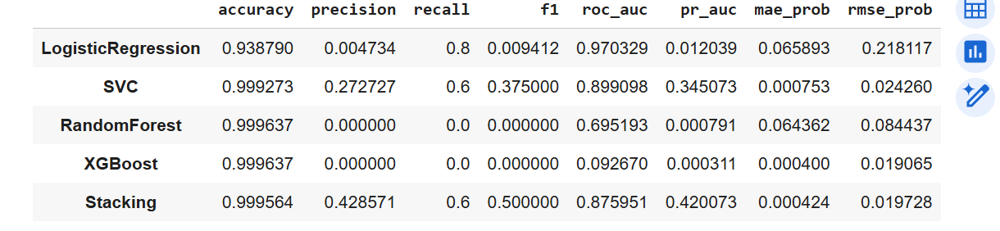 accuracy precision recall f1 roc_auc pr_auc mae_prob rmse_prob
LogisticRegression 0.938790 0.004734 0.8 0.009412 0.970329 0.012039 0.065893 0.218117
SVC 0.999273 0.272727 0.6 0.375000 0.899098 0.345073 0.000753 0.024260
RandomForest 0.999637 0.000000 0.0 0.000000 0.695193 0.000791 0.064362 0.084437
XGBoost 0.999637 0.000000 0.0 0.000000 0.092670 0.000311 0.000400 0.019065
Stacking 0.999564 0.428571 0.6 0.500000 0.875951 0.420073 0.000424 0.019728